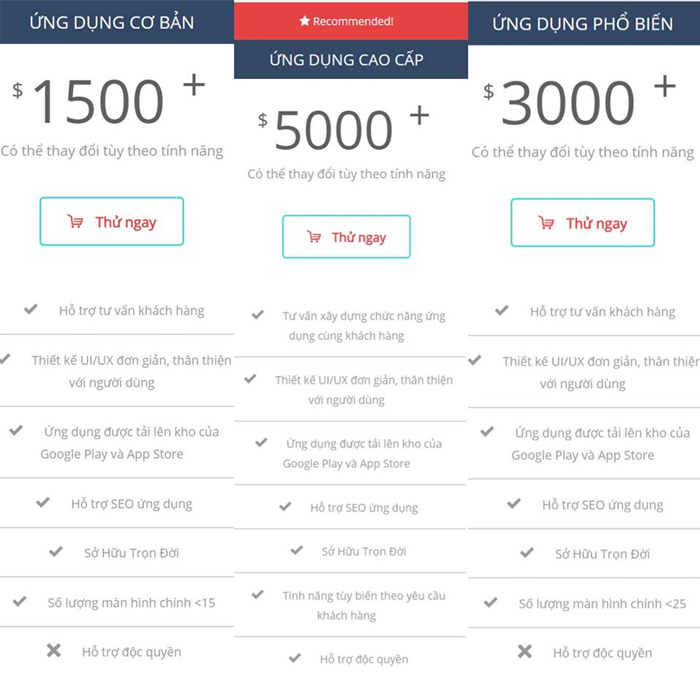 ỨNG DỤNG CƠ BẢN
$ 1500 +
Có thể thay đổi tùy theo tính năng
Thử ngay
Hỗ trợ tư vấn khách hàng
Thiết kế UI/UX đơn giản, thân thiện
với người dùng
Ứng dụng được tải lên kho của
Google Play và App Store
Hỗ trợ SEO ứng dụng
Sở Hữu Trọn Đời
Số lượng màn hình chính <15
Hỗ trợ độc quyền
Recommended!
ỨNG DỤNG CAO CẤP
$ 5000 +
Có thể thay đổi tùy theo tính năng
Thử ngay
Tư vấn xây dựng chức năng ứng
dụng cùng khách hàng
Thiết kế UI/UX đơn giản, thân thiện
với người dùng
Ứng dụng được tải lên kho của
Google Play và App Store
Hỗ trợ SEO ứng dụng
Sở Hữu Trọn Đời
Tính năng tùy biến theo yêu cầu
khách hàng
Hỗ trợ độc quyền
ỨNG DỤNG PHỔ BIẾN
$ 3000 +
Có thể thay đổi tùy theo tính năng
Thử ngay
Hỗ trợ tư vấn khách hàng
Thiết kế UI/UX đơn giản, thân thiện
với người dùng
Ứng dụng được tải lên kho của
Google Play và App Store
Hỗ trợ SEO ứng dụng
Sở Hữu Trọn Đời
Số lượng màn hình chính <25
Hỗ trợ độc quyền